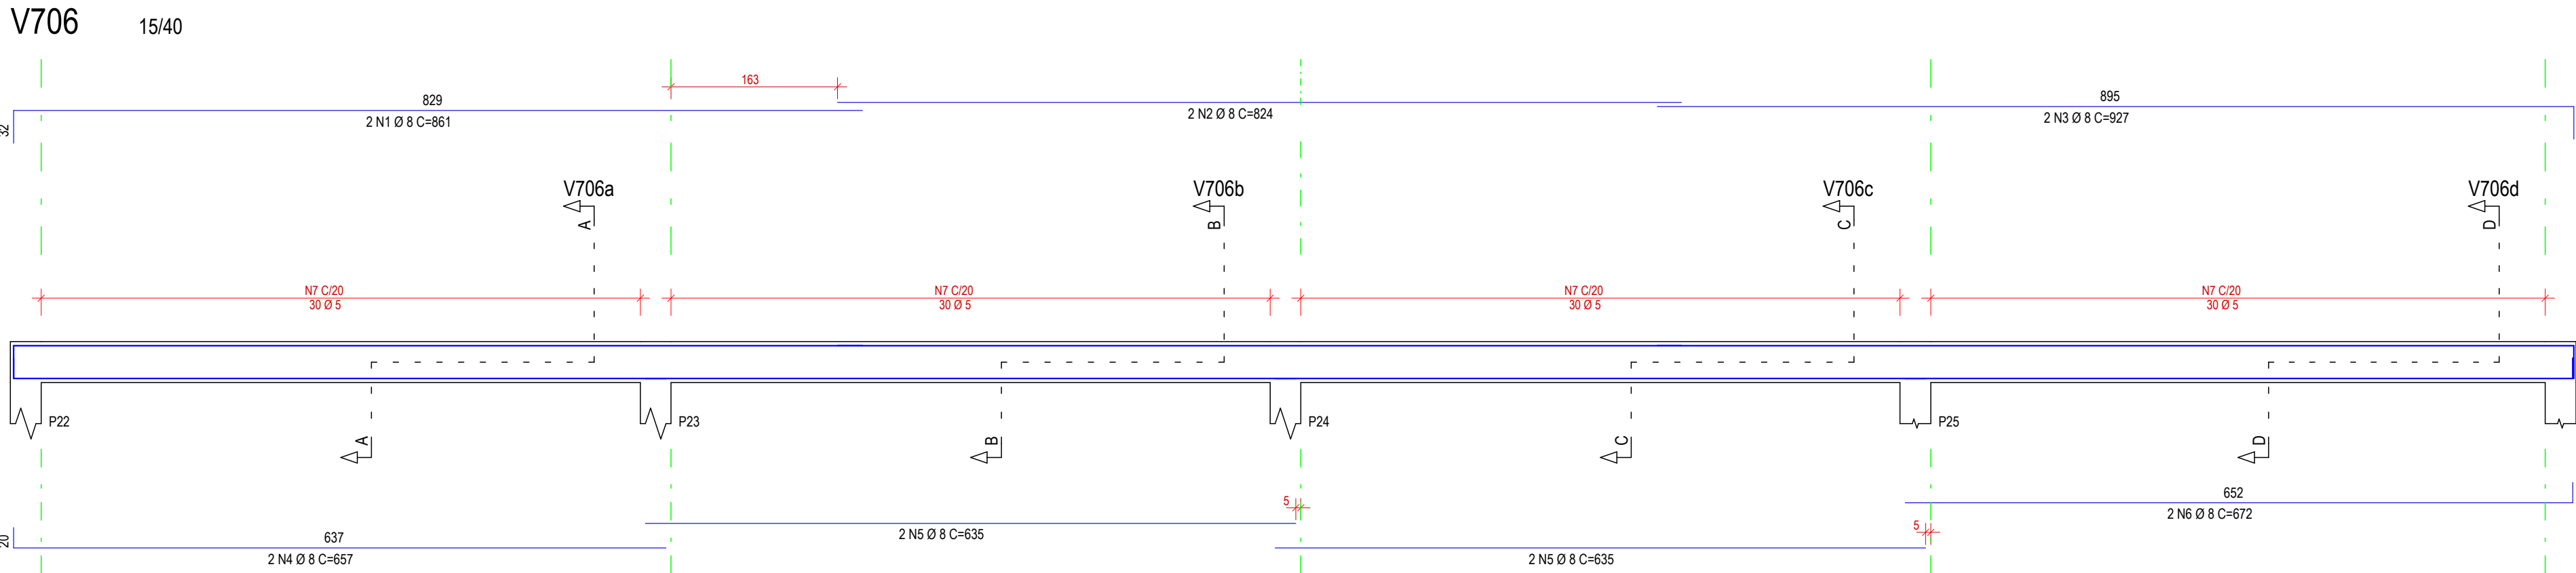 V706 15/40
163
829
895
2 N1 Ø 8 C=861
2 N2 Ø 8 C=824
2 N3 Ø 8 C=927
32
V706a
V706b
V706c
V706d
A
B
C
D
N7 C/20
30 Ø 5
N7 C/20
30 Ø 5
N7 C/20
30 Ø 5
N7 C/20
30 Ø 5
P22
P23
P24
P25
A
B
C
D
5
652
2 N6 Ø 8 C=672
5
637
2 N5 Ø 8 C=635
20
2 N4 Ø 8 C=657
2 N5 Ø 8 C=635